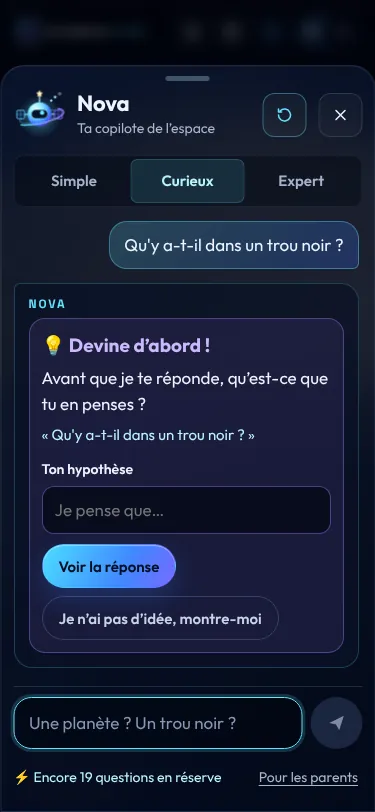 Nova
Ta copilote de l'espace
Simple
Curieux
Expert
Qu'y a-t-il dans un trou noir ?
NOVA
💡 Devine d'abord !
Avant que je te réponde, qu'est-ce que
tu en penses ?
« Qu'y a-t-il dans un trou noir ? »
Ton hypothèse
Je pense que…
Voir la réponse
Je n'ai pas d'idée, montre-moi
Une planète ? Un trou noir ?
⚡ Encore 19 questions en réserve
Pour les parents